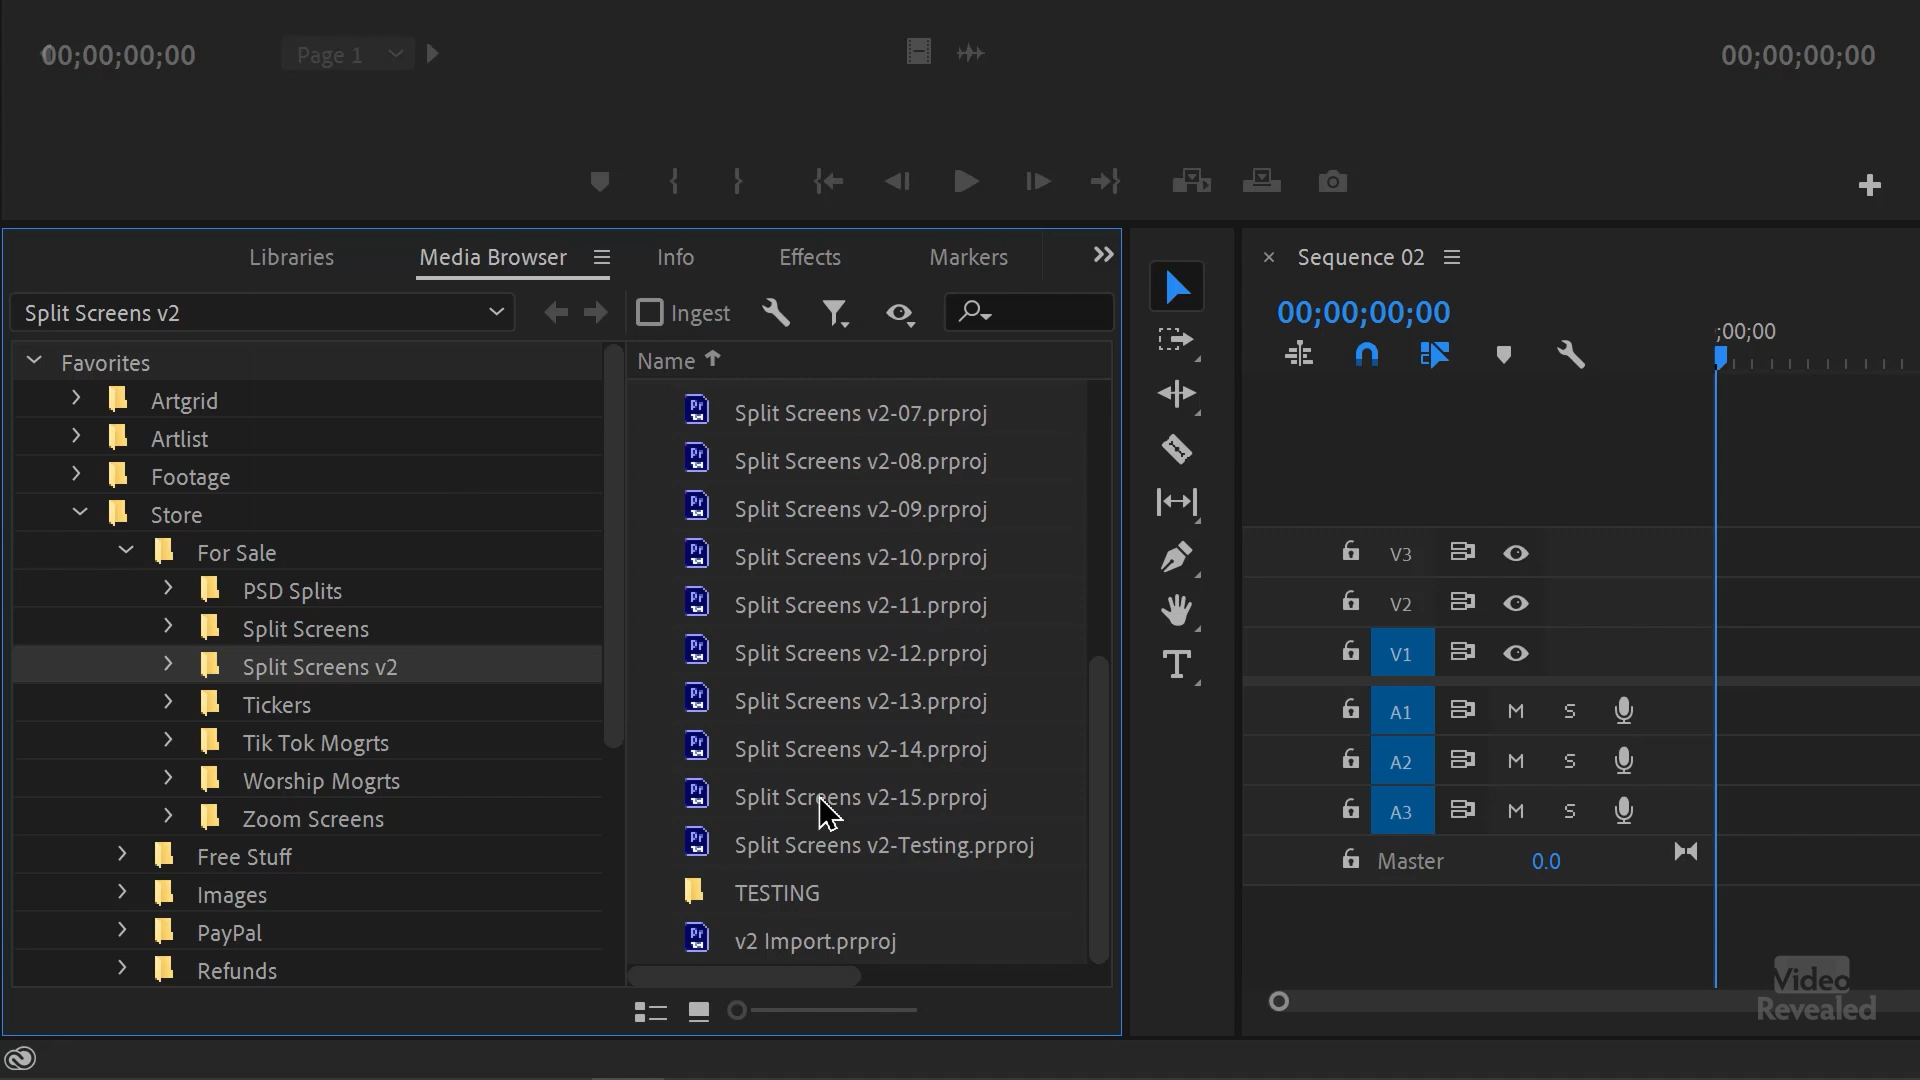 00;00;00;00
Page 1
00;00;00;00
Libraries
Media Browser
Info
Effects
Markers
Split Screens v2
Ingest
Favorites
Artgrid
Artlist
Footage
Store
For Sale
PSD Splits
Split Screens
Split Screens v2
Tickers
Tik Tok Mogrts
Worship Mogrts
Zoom Screens
Free Stuff
Images
PayPal
Refunds
Name
Split Screens v2-07.prproj
Split Screens v2-08.prproj
Split Screens v2-09.prproj
Split Screens v2-10.prproj
Split Screens v2-11.prproj
Split Screens v2-12.prproj
Split Screens v2-13.prproj
Split Screens v2-14.prproj
Split Screens v2-15.prproj
Split Screens v2-Testing.prproj
TESTING
v2 Import.prproj
Sequence 02
00;00;00;00
;00;00
V3
V2
V1
A1 M S
A2 M S
A3 M S
Master 0.0
Video
Revealed